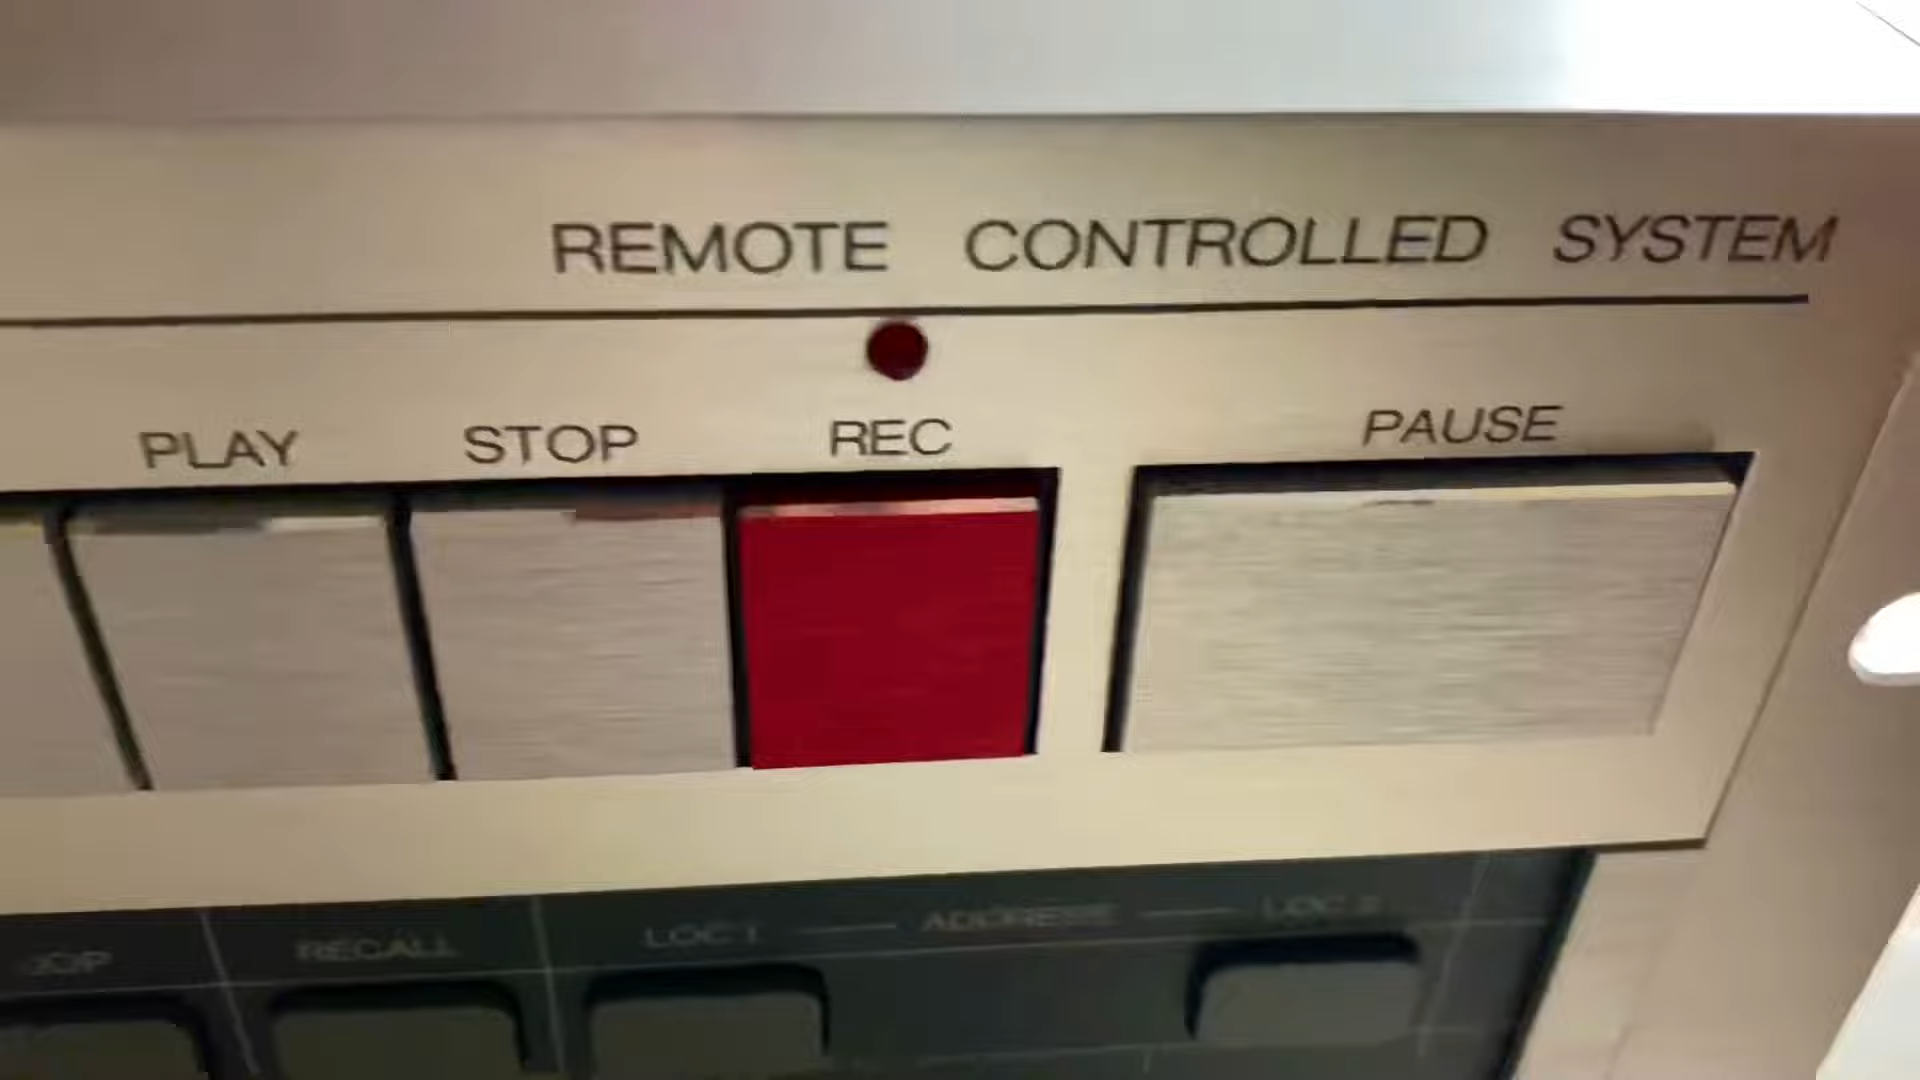 REMOTE CONTROLLED SYSTEM
PLAY STOP REC PAUSE
RECALL LOC 1 ADDRESS LOC 2